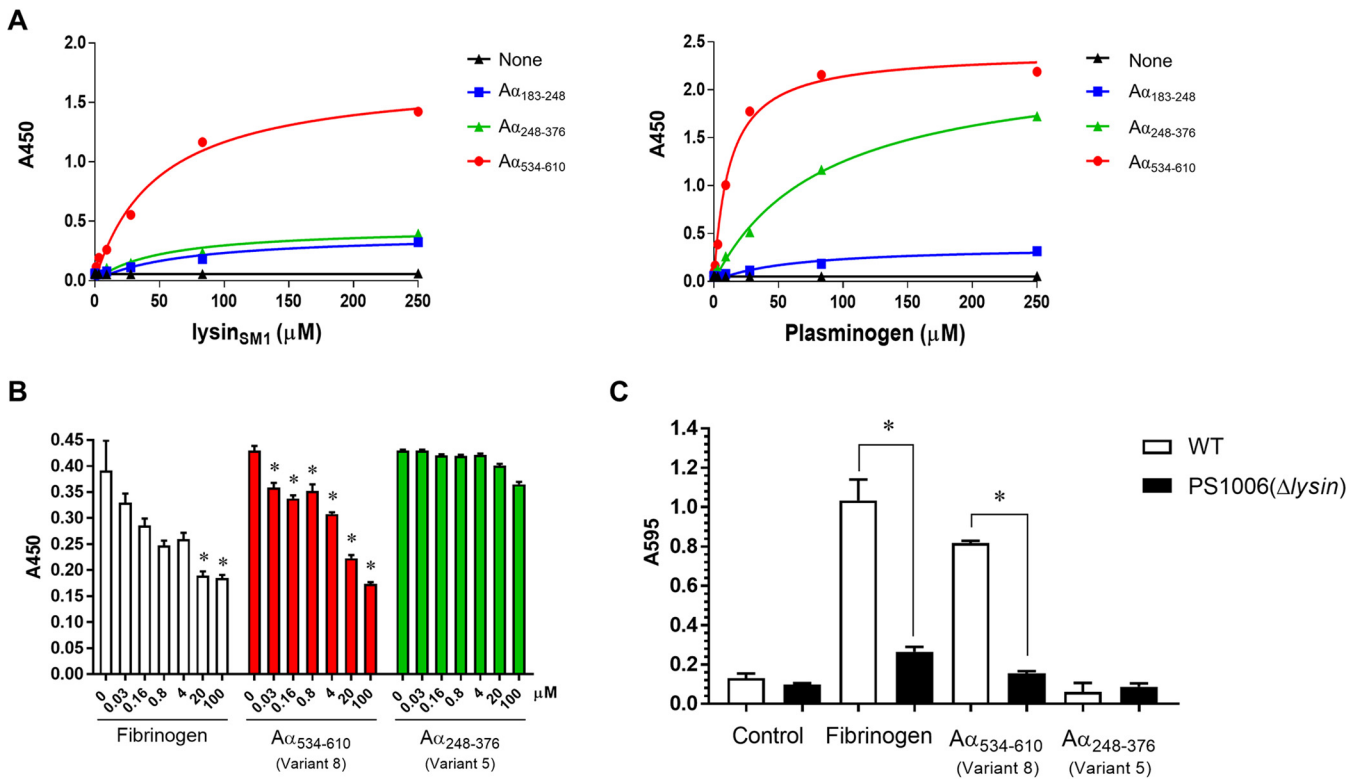 A
2.0
1.5
1.0
0.5
0.0
A450
0 50 100 150 200 250
lysinSM1 (μM)
None
Aα183-248
Aα248-376
Aα534-610
2.5
2.0
1.5
1.0
0.5
0.0
A450
0 50 100 150 200 250
Plasminogen (μM)
None
Aα183-248
Aα248-376
Aα534-610
B
0.45
0.40
0.35
0.30
0.25
0.20
0.15
0.10
0.05
0.00
A450
* *
* * * * * *
0 0.03 0.16 0.8 4 20 100 0 0.03 0.16 0.8 4 20 100 0 0.03 0.16 0.8 4 20 100 μM
Fibrinogen Aα534-610 Aα248-376
(Variant 8) (Variant 5)
C
1.4
1.2
1.0
0.8
0.6
0.4
0.2
0.0
A595
*
*
Control Fibrinogen Aα534-610 Aα248-376
(Variant 8) (Variant 5)
WT
PS1006(Δlysin)